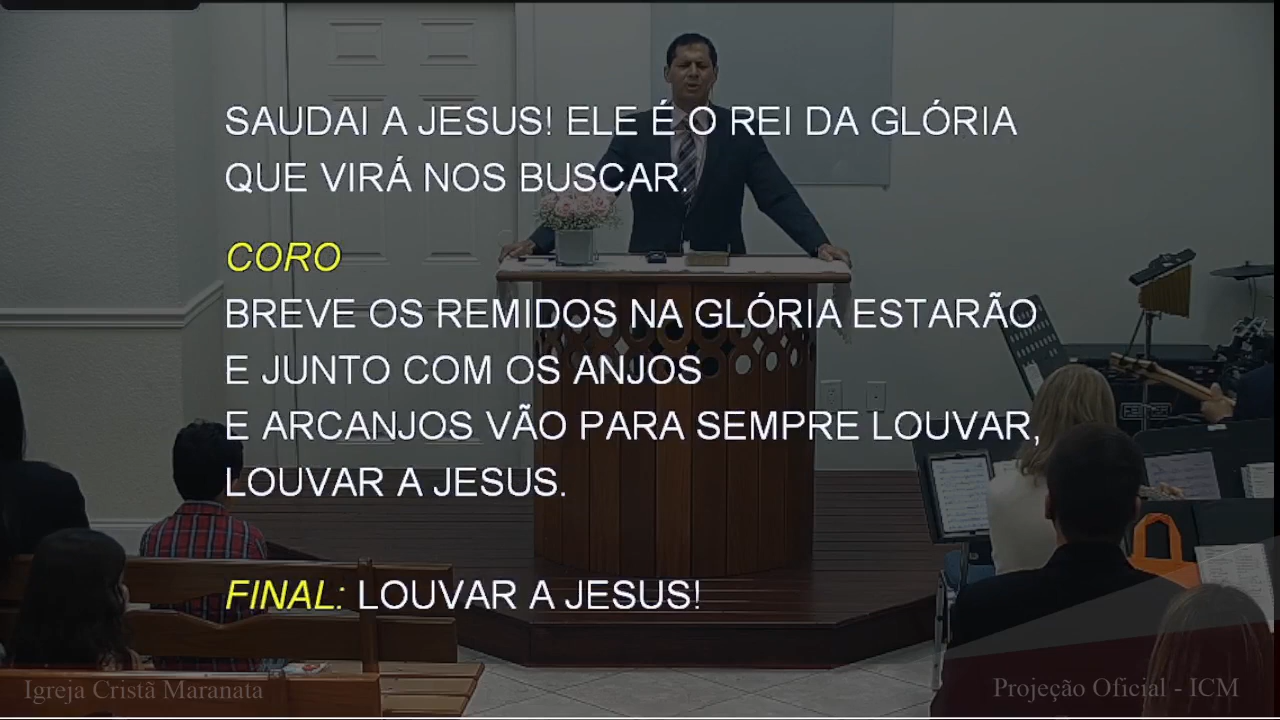 SAUDAI A JESUS! ELE É O REI DA GLÓRIA
QUE VIRÁ NOS BUSCAR.
CORO
BREVE OS REMIDOS NA GLÓRIA ESTARÃO
E JUNTO COM OS ANJOS
E ARCANJOS VÃO PARA SEMPRE LOUVAR,
LOUVAR A JESUS.
FINAL: LOUVAR A JESUS!
Igreja Cristã Maranata
Projeção Oficial - ICM